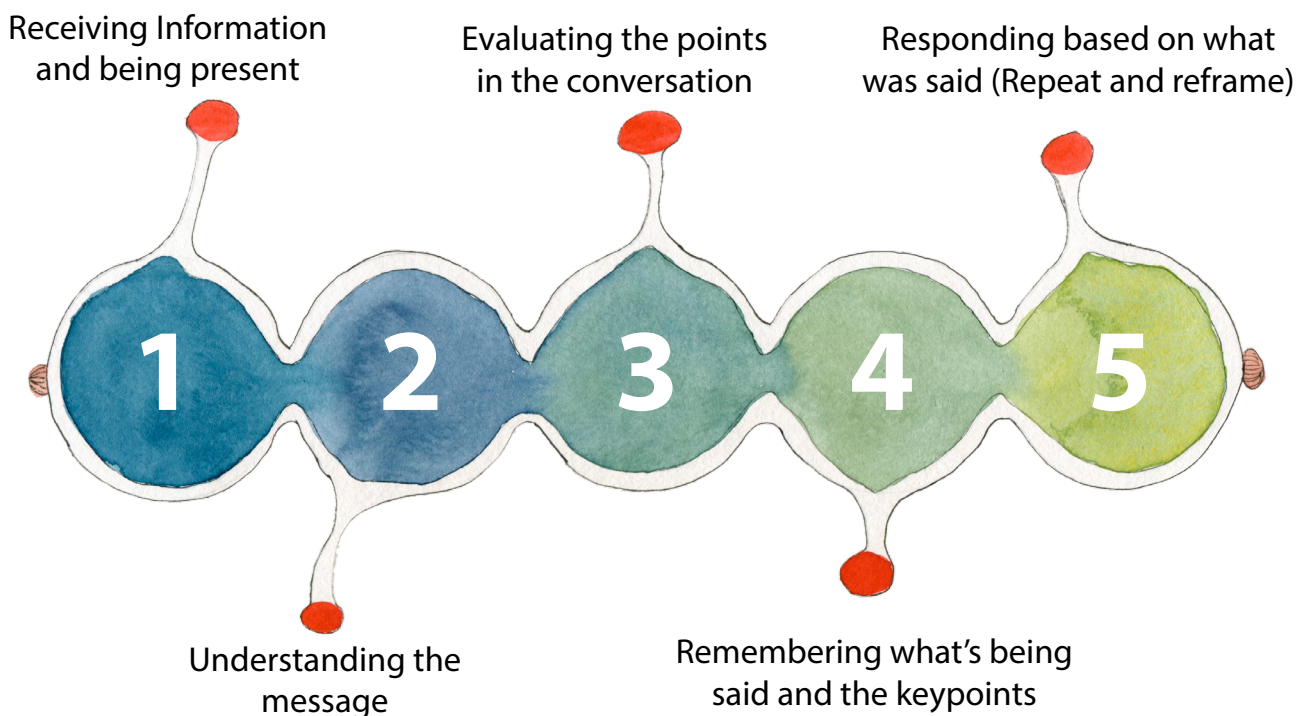 Receiving Information
and being present
Evaluating the points
in the conversation
Responding based on what
was said (Repeat and reframe)
1
2
3
4
5
Understanding the
message
Remembering what's being
said and the keypoints